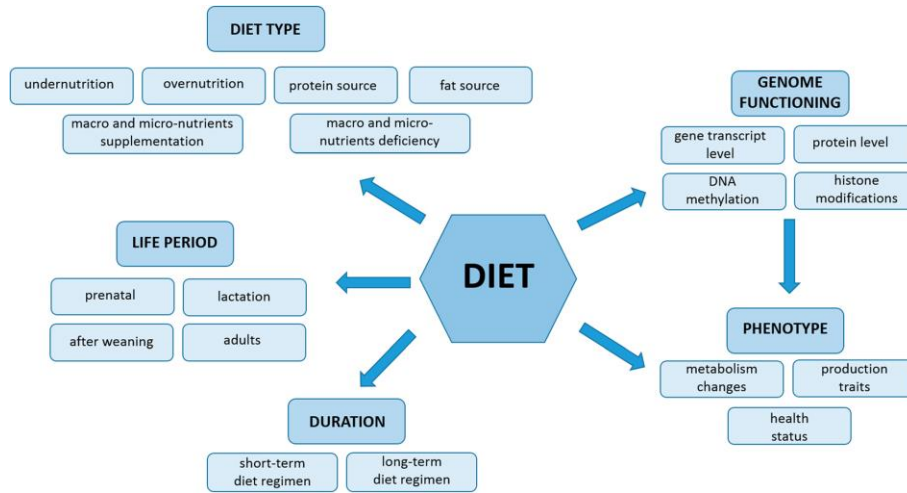 DIET TYPE
undernutrition
overnutrition
protein source
fat source
macro and micro-nutrients
supplementation
macro and micro-
nutrients deficiency
LIFE PERIOD
prenatal
lactation
after weaning
adults
DURATION
short-term
diet regimen
long-term
diet regimen
DIET
GENOME
FUNCTIONING
gene transcript
level
protein level
DNA
methylation
histone
modifications
PHENOTYPE
metabolism
changes
production
traits
health
status